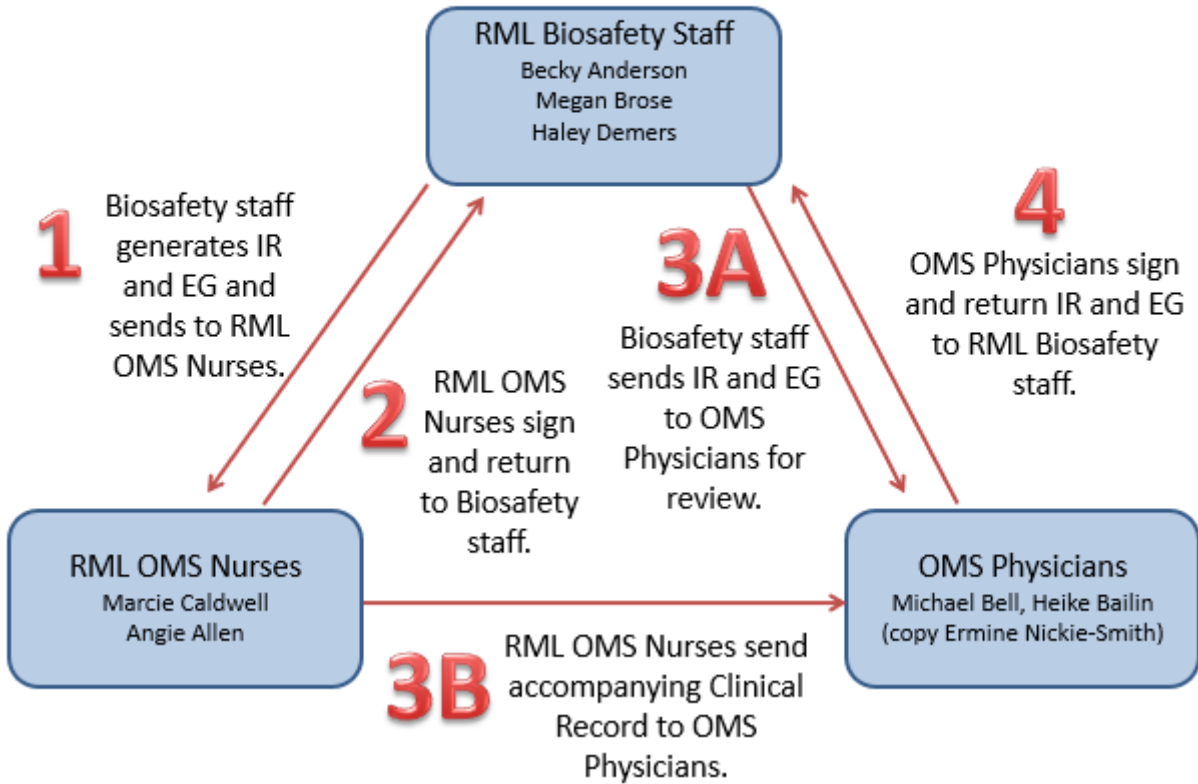 RML Biosafety Staff
Becky Anderson
Megan Brose
Haley Demers
1
Biosafety staff
generates IR
and EG and
sends to RML
OMS Nurses.
2
RML OMS
Nurses sign
and return
to Biosafety
staff.
3A
Biosafety staff
sends IR and EG
to OMS
Physicians for
review.
4
OMS Physicians sign
and return IR and EG
to RML Biosafety
staff.
RML OMS Nurses
Marcie Caldwell
Angie Allen
3B
RML OMS Nurses send
accompanying Clinical
Record to OMS
Physicians.
OMS Physicians
Michael Bell, Heike Bailin
(copy Ermine Nickie-Smith)